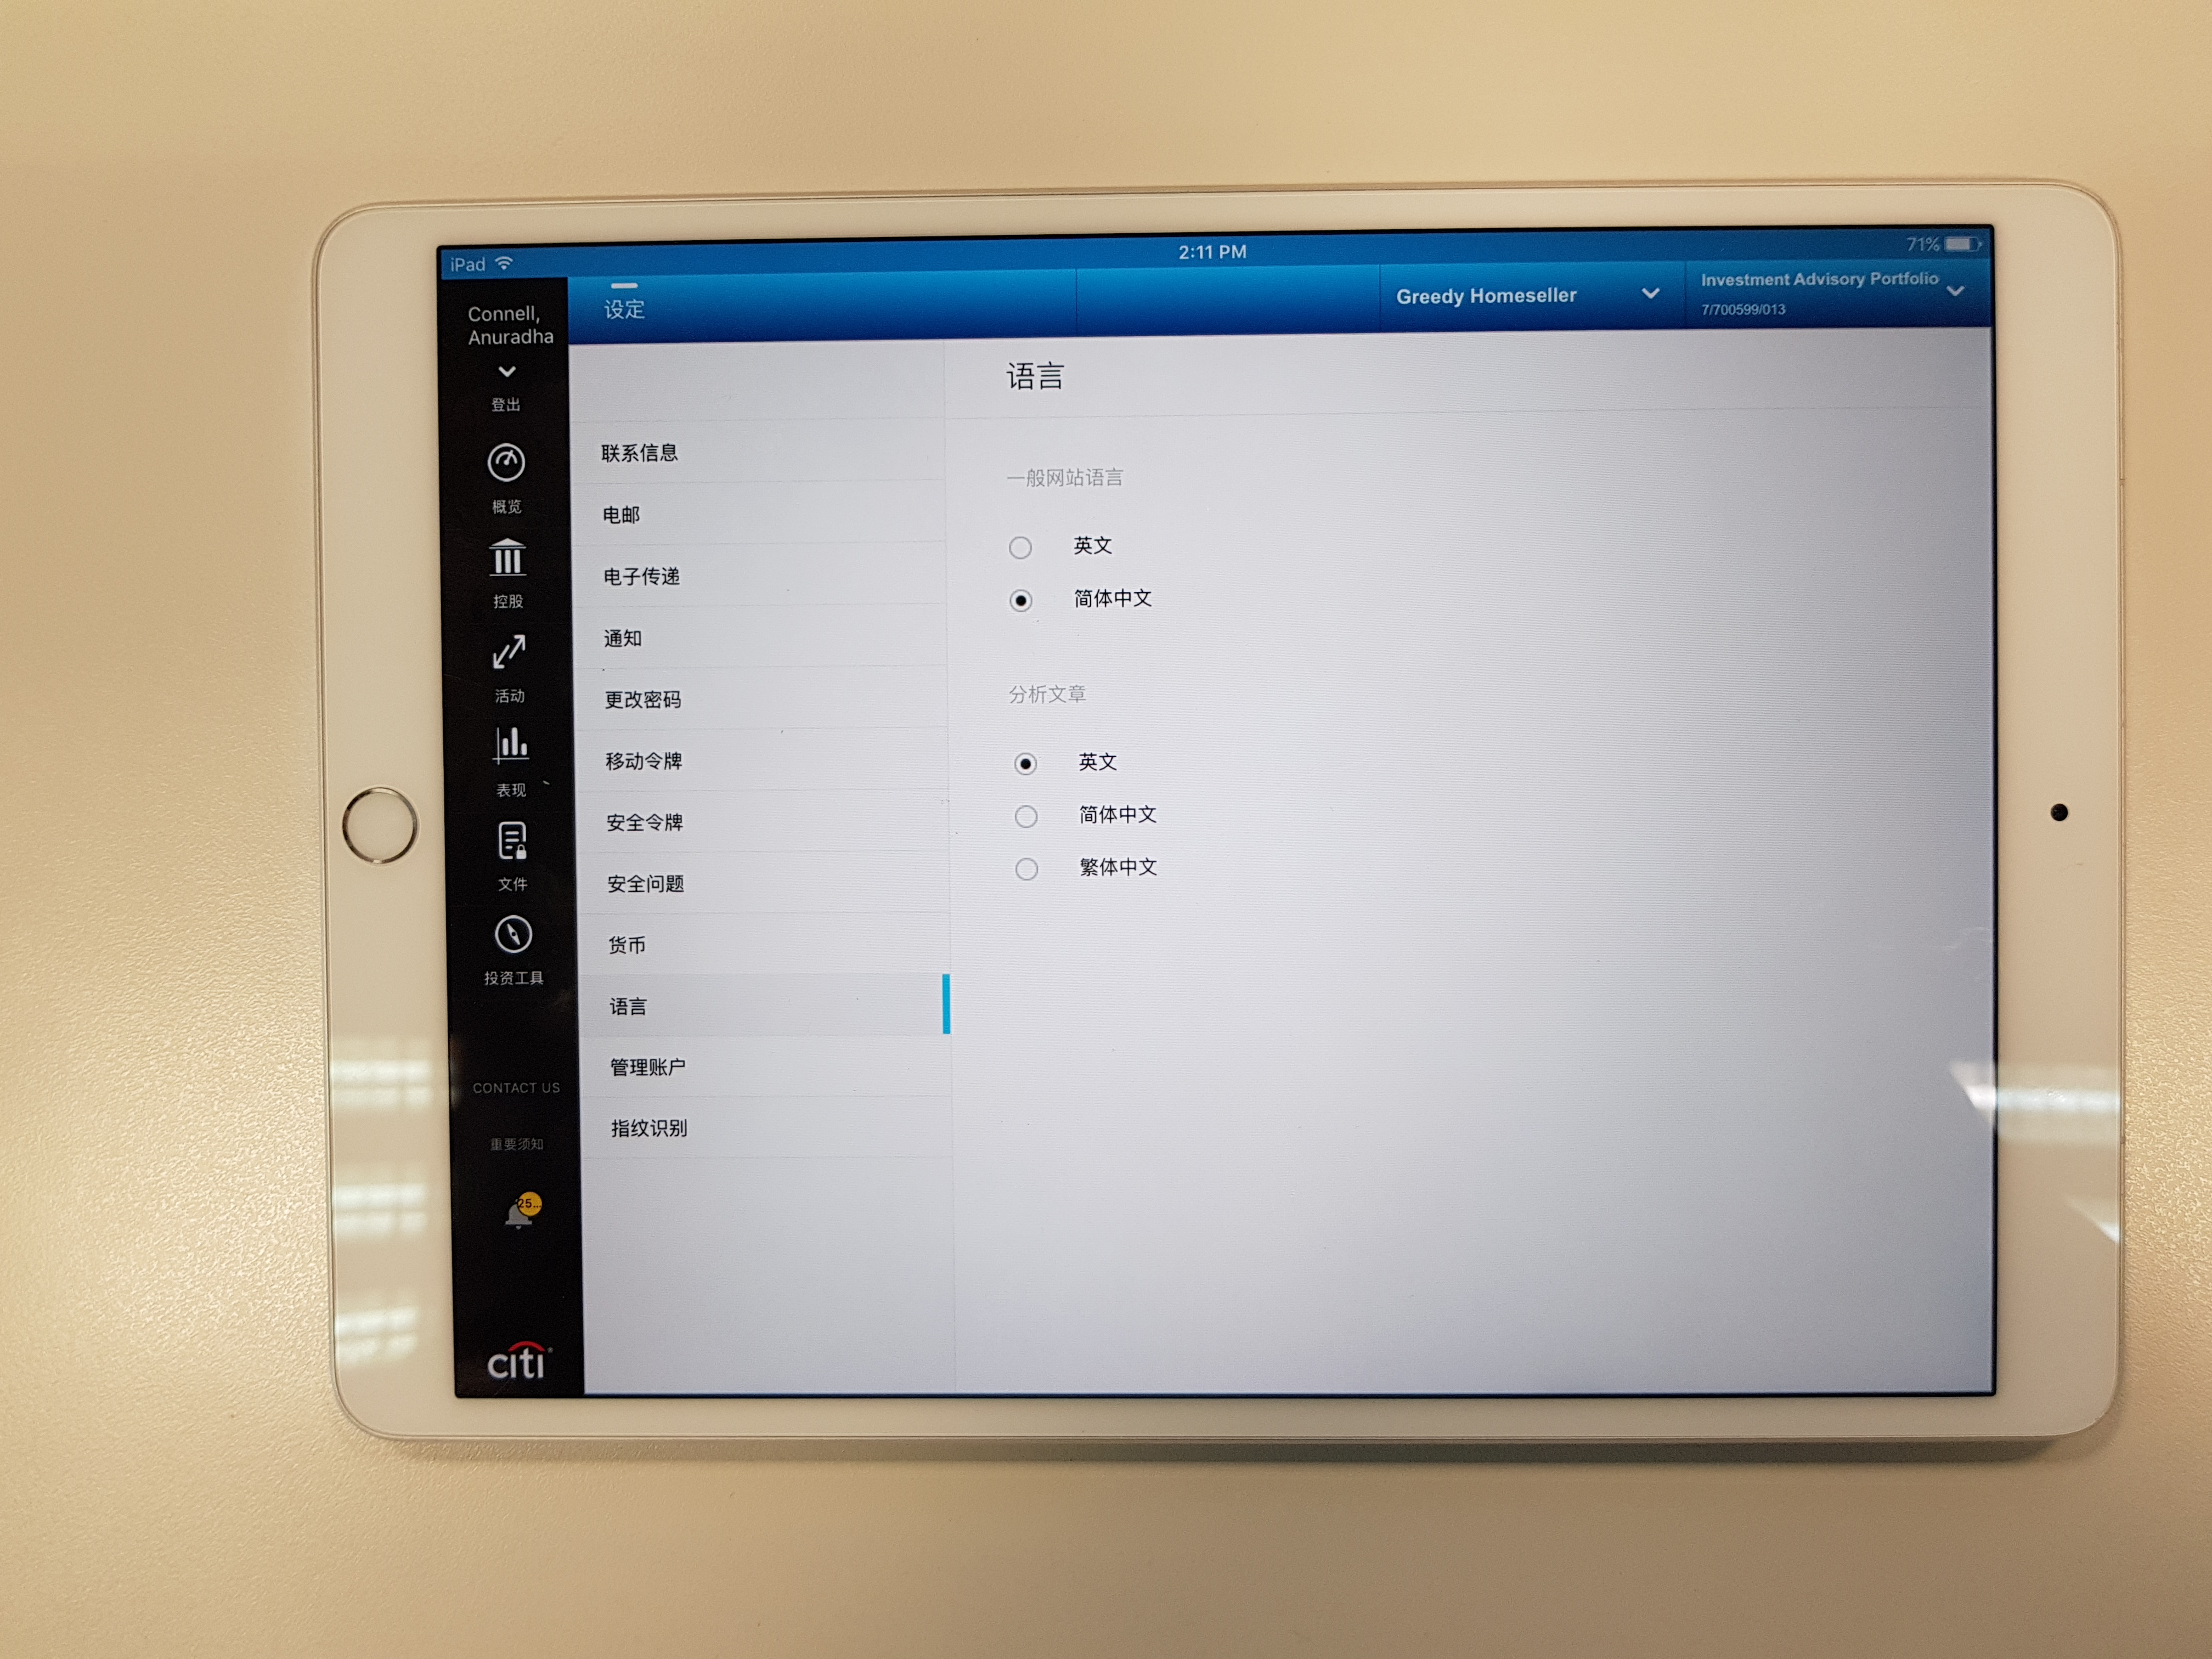 iPad
2:11 PM
71%
Connell,
Anuradha
登出
概览
控股
活动
表现
文件
投资工具
CONTACT US
重要须知
25...
citi
设定
Greedy Homeseller
Investment Advisory Portfolio
7/700599/013
联系信息
电邮
电子传递
通知
更改密码
移动令牌
安全令牌
安全问题
货币
语言
管理账户
指纹识别
语言
一般网站语言
英文
简体中文
分析文章
英文
简体中文
繁体中文